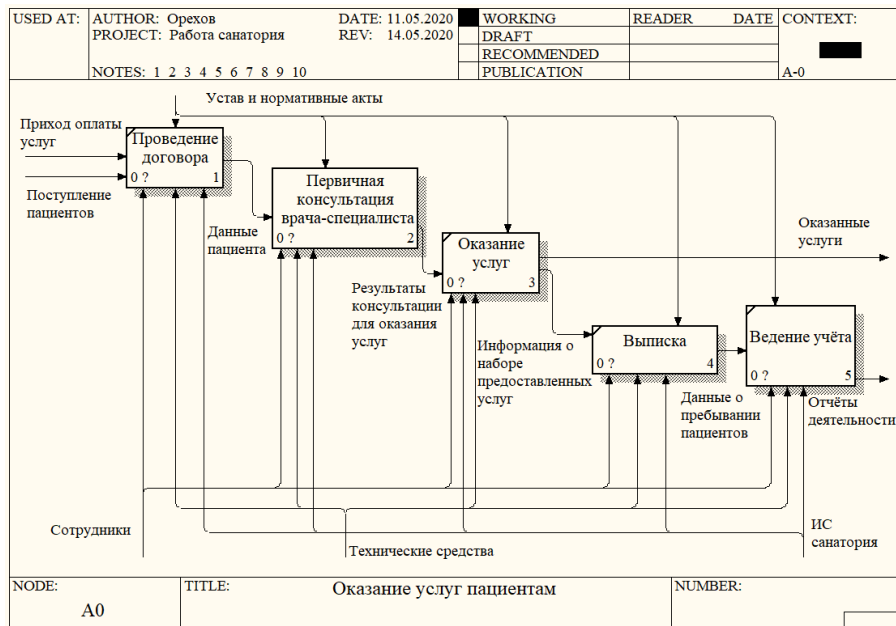 USED AT:
AUTHOR: Орехов
DATE: 11.05.2020
PROJECT: Работа санатория
REV: 14.05.2020
NOTES: 1 2 3 4 5 6 7 8 9 10
WORKING
DRAFT
RECOMMENDED
PUBLICATION
READER DATE
CONTEXT:
A-0
Устав и нормативные акты
Приход оплаты
услуг
Поступление
пациентов
Проведение
договора
0 ? 1
Данные
пациента
Первичная
консультация
врача-специалиста
0 ? 2
Результаты
консультации
для оказания
услуг
Оказание
услуг
0 ? 3
Оказанные
услуги
Информация о
наборе
предоставленных
услуг
Выписка
0 ? 4
Данные о
пребывании
пациентов
Ведение учёта
0 ? 5
Отчёты
деятельности
Сотрудники
Технические средства
ИС
санатория
NODE:
A0
TITLE:
Оказание услуг пациентам
NUMBER: